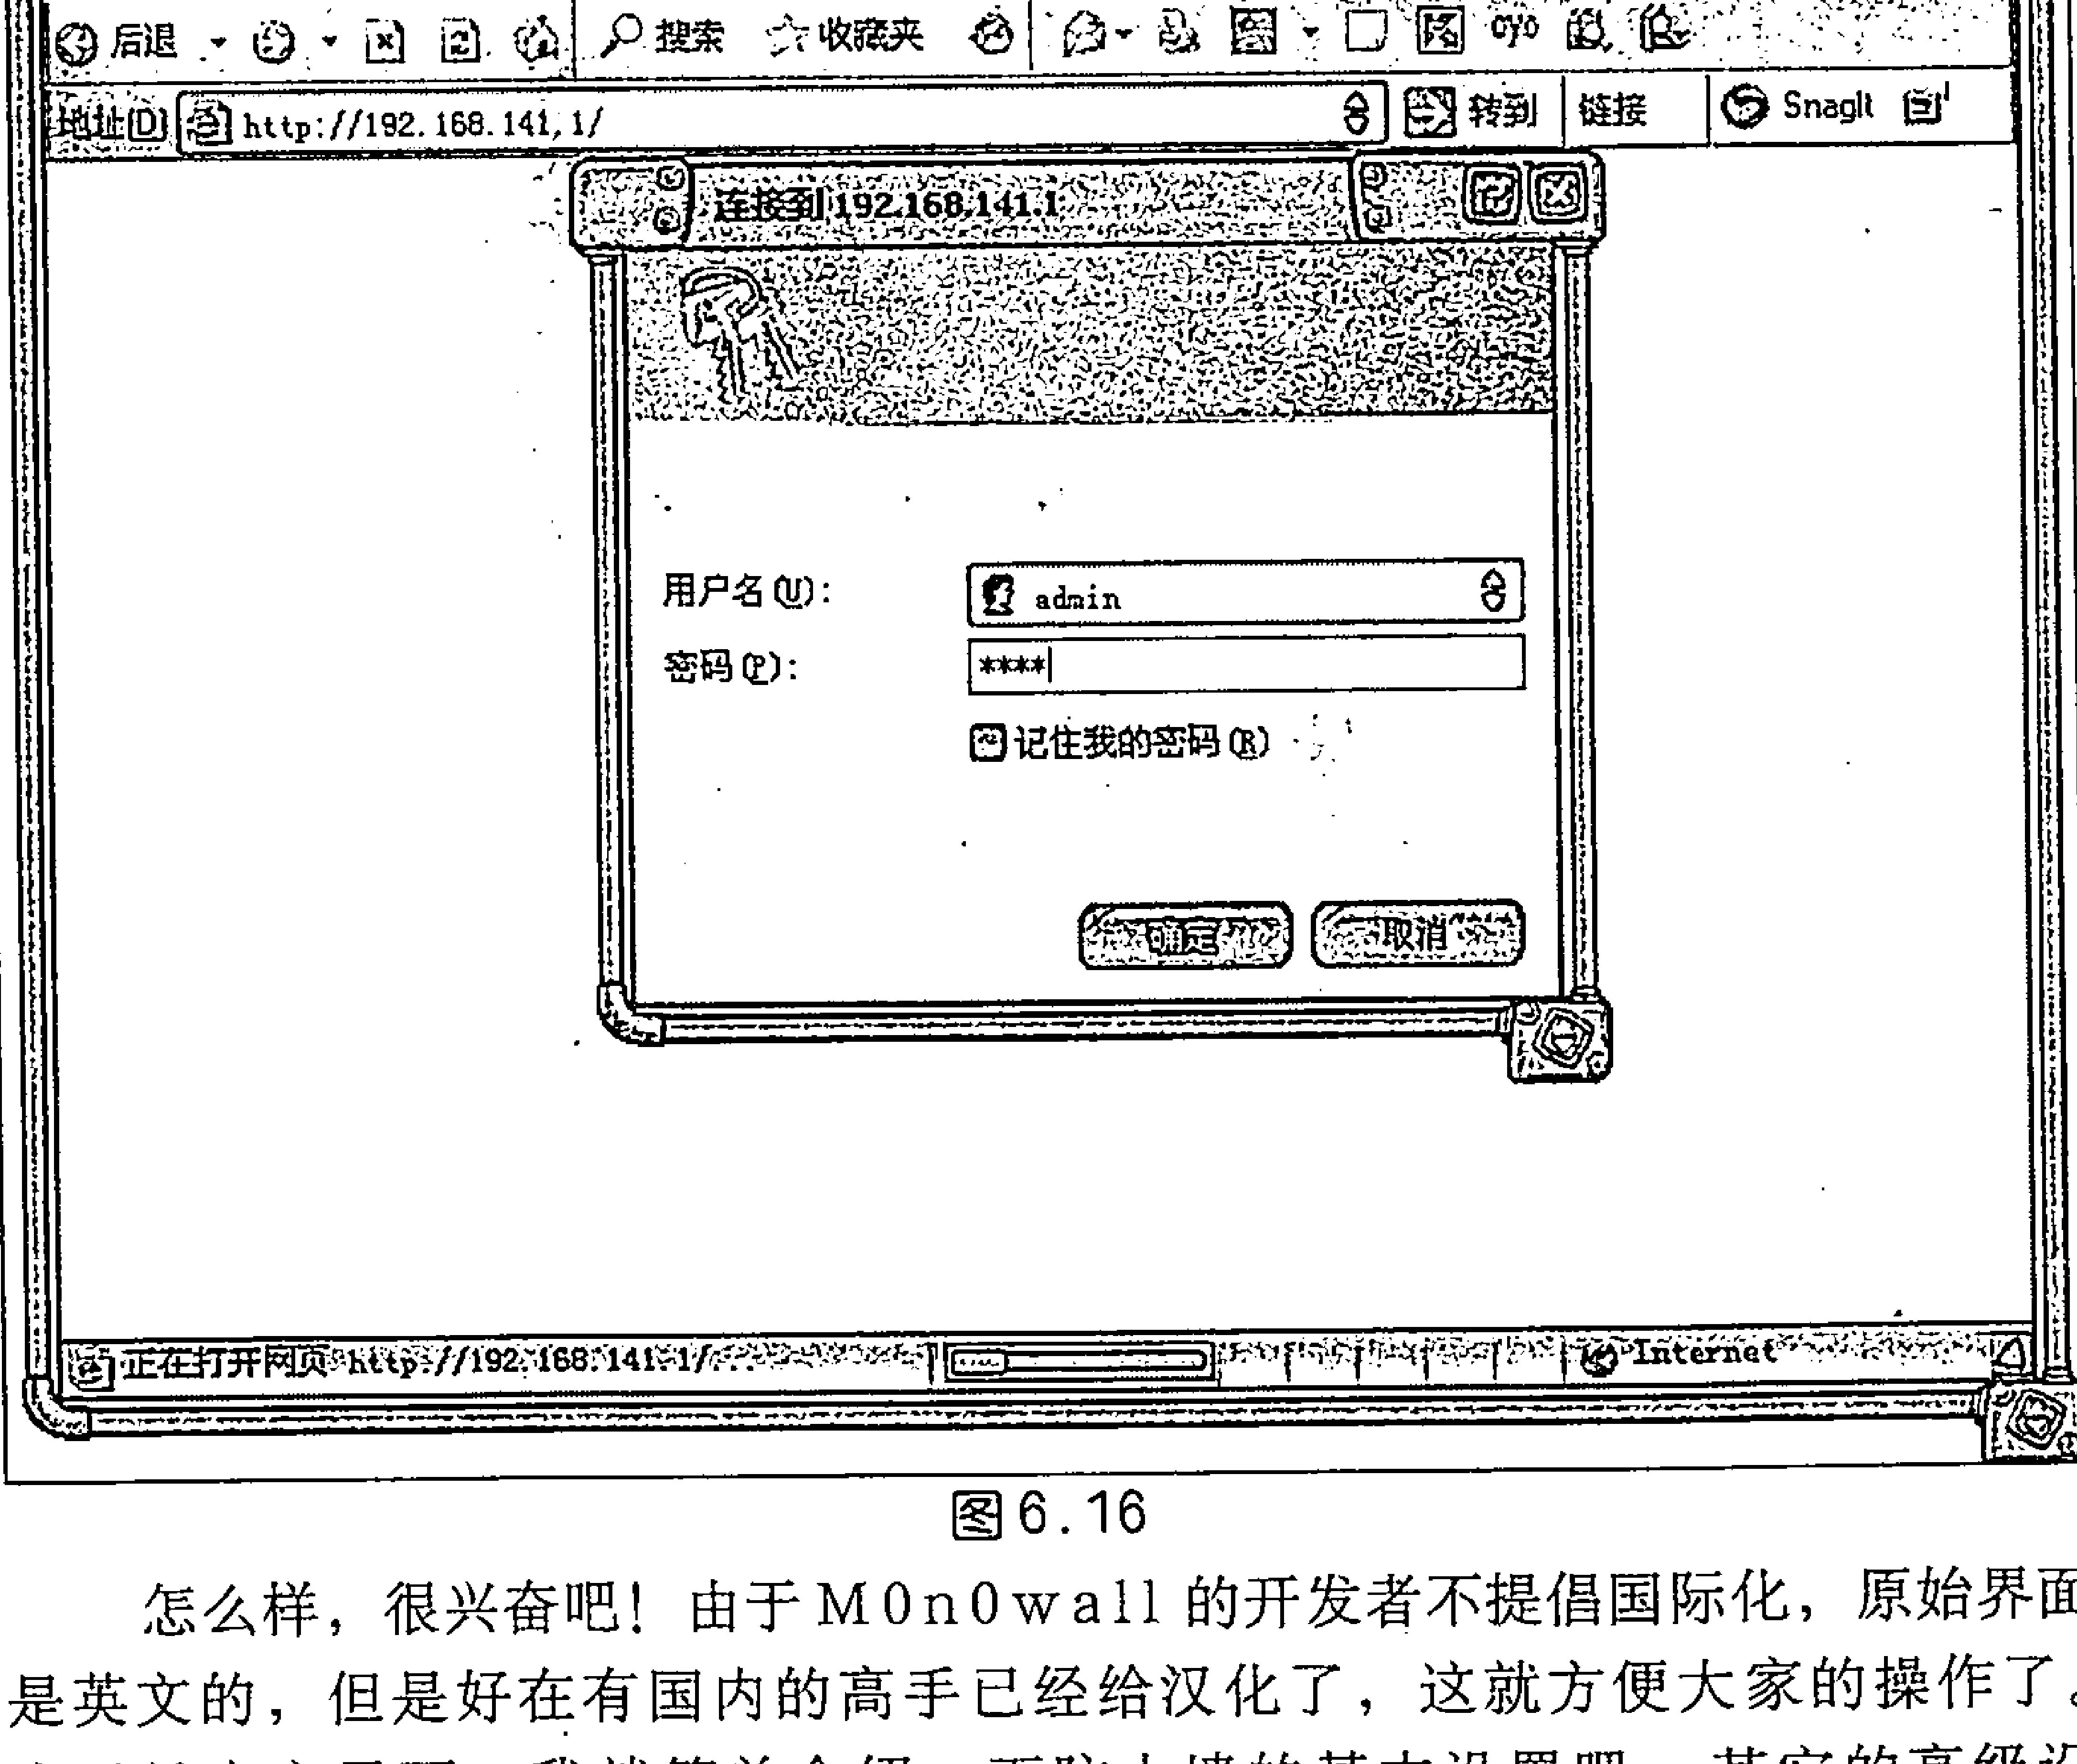 后退 搜索 收藏夹
地址(D) http://192.168.141.1/ 转到 链接 SnagIt
连接到 192.168.141.1
用户名(U): admin
密码(P): ****
记住我的密码(R)
确定 取消
正在打开网页 http://192.168.141.1/... Internet
图6.16
怎么样，很兴奋吧！由于M0n0wall的开发者不提倡国际化，原始界面
是英文的，但是好在有国内的高手已经给汉化了，这就方便大家的操作了。